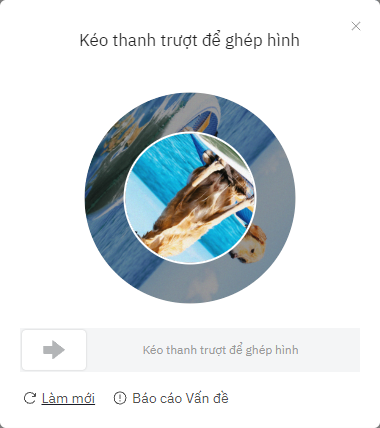 Kéo thanh trượt để ghép hình
Kéo thanh trượt để ghép hình
Làm mới
Báo cáo Vấn đề